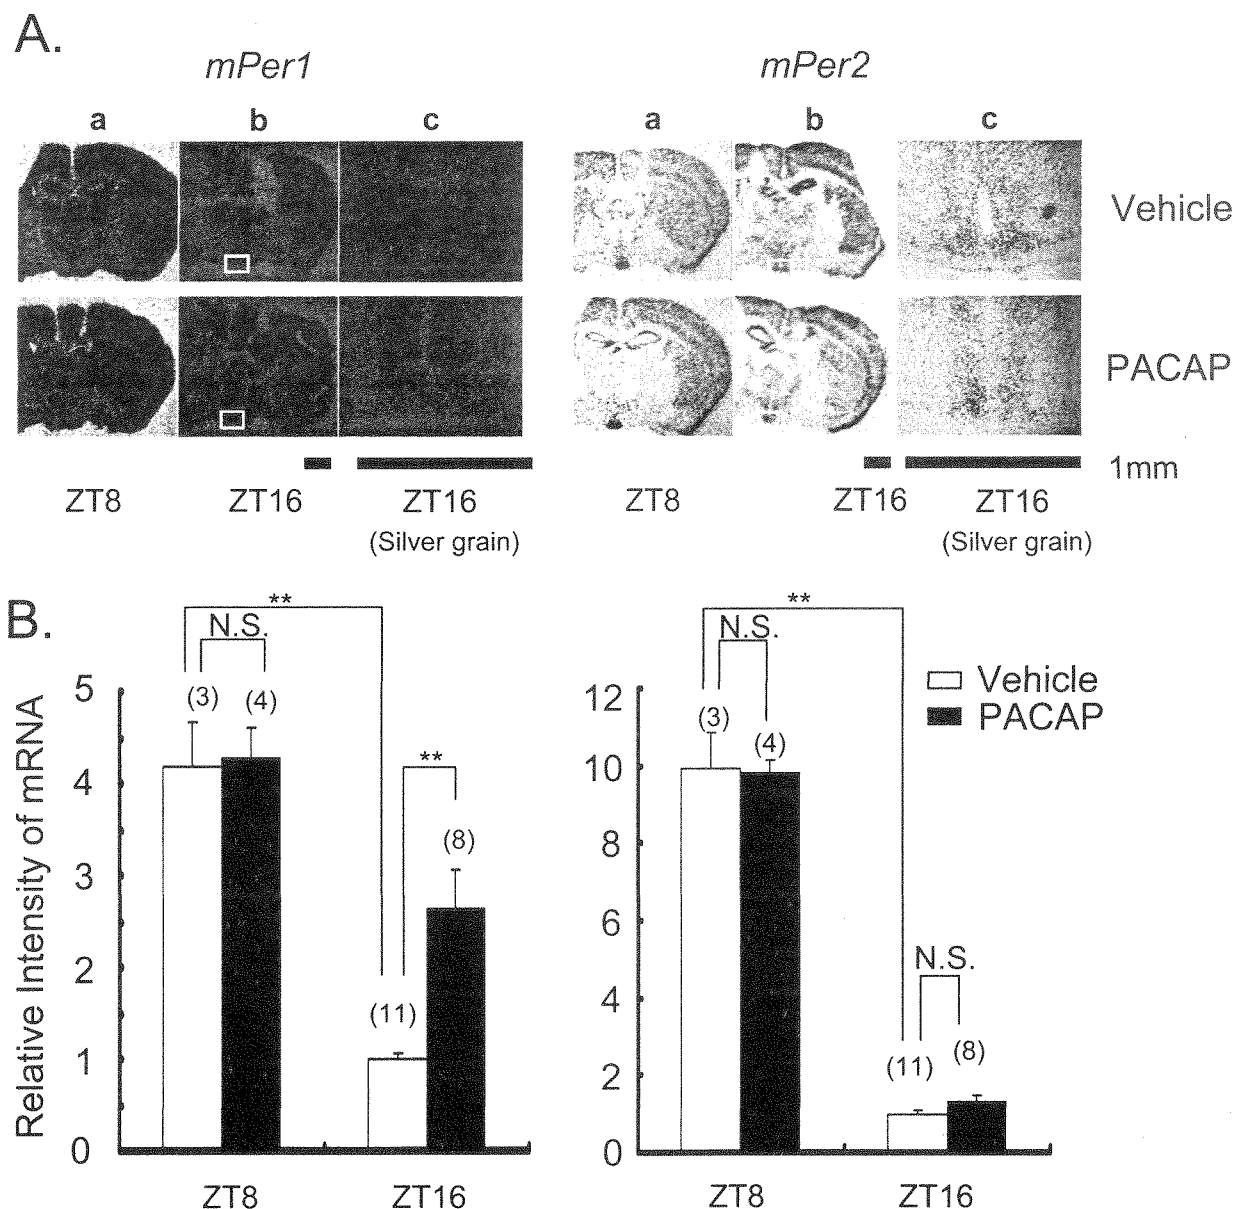 A.
mPer1
mPer2
a b c
a b c
Vehicle
PACAP
1mm
ZT8 ZT16 ZT16
(Silver grain)
ZT8 ZT16 ZT16
(Silver grain)
B.
Relative Intensity of mRNA
5
4
3
2
1
0
**
N.S.
(3) (4)
**
(8)
(11)
ZT8 ZT16
12
10
8
6
4
2
0
**
N.S.
(3)
(4)
N.S.
(11) (8)
ZT8 ZT16
Vehicle
PACAP